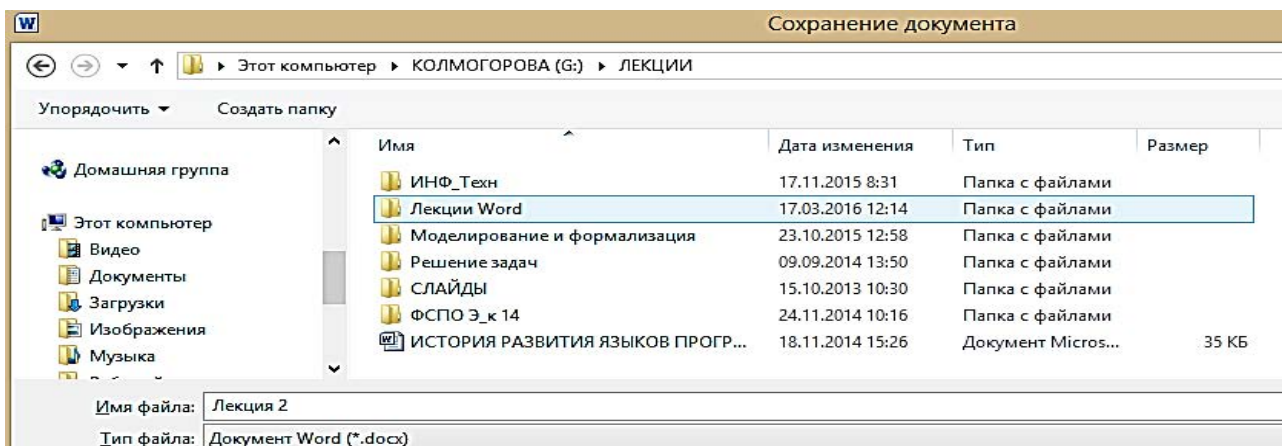 Сохранение документа
Этот компьютер КОЛМОГОРОВА (G:) ЛЕКЦИИ
Упорядочить Создать папку
Имя Дата изменения Тип Размер
Домашняя группа
Этот компьютер
Видео
Документы
Загрузки
Изображения
Музыка
ИНФ_Техн 17.11.2015 8:31 Папка с файлами
Лекции Word 17.03.2016 12:14 Папка с файлами
Моделирование и формализация 23.10.2015 12:58 Папка с файлами
Решение задач 09.09.2014 13:50 Папка с файлами
СЛАЙДЫ 15.10.2013 10:30 Папка с файлами
ФСПО Э_к 14 24.11.2014 10:16 Папка с файлами
ИСТОРИЯ РАЗВИТИЯ ЯЗЫКОВ ПРОГР... 18.11.2014 15:26 Документ Micros... 35 КБ
Имя файла: Лекция 2
Тип файла: Документ Word (*.docx)